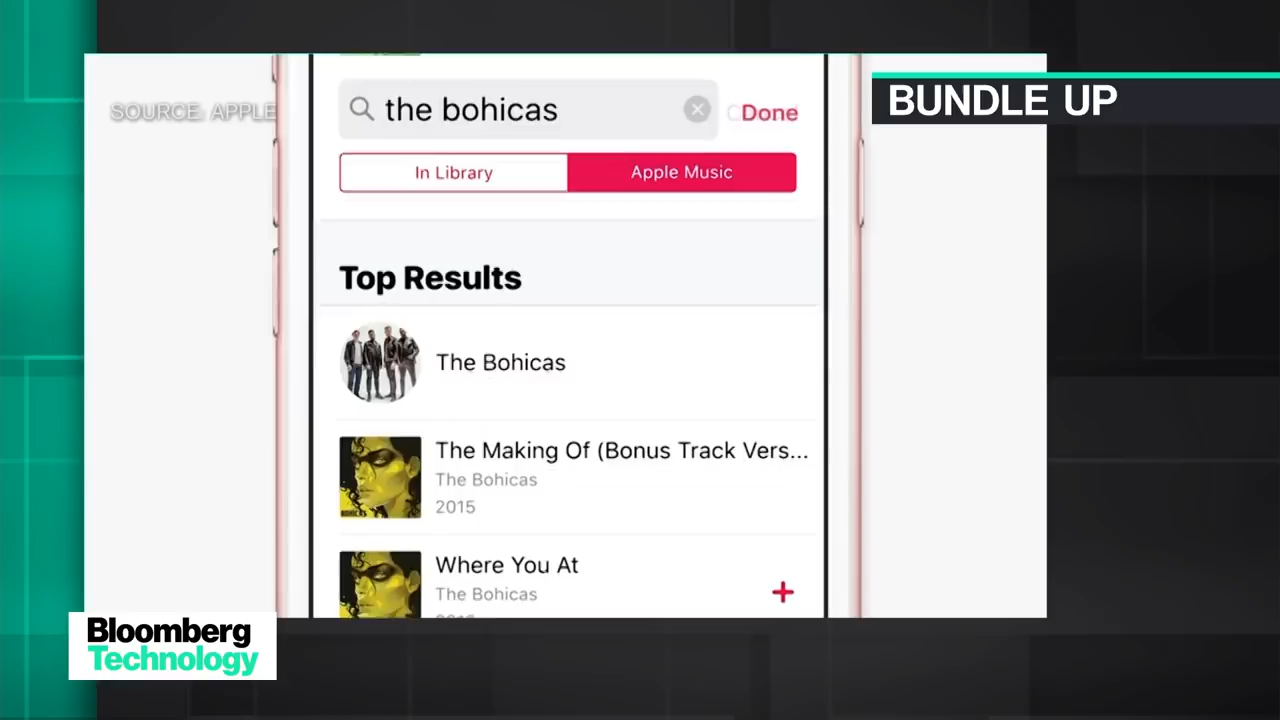 SOURCE: APPLE
BUNDLE UP
the bohicas
Done
In Library
Apple Music
Top Results
The Bohicas
The Making Of (Bonus Track Vers...
The Bohicas
2015
Where You At
The Bohicas
Bloomberg
Technology